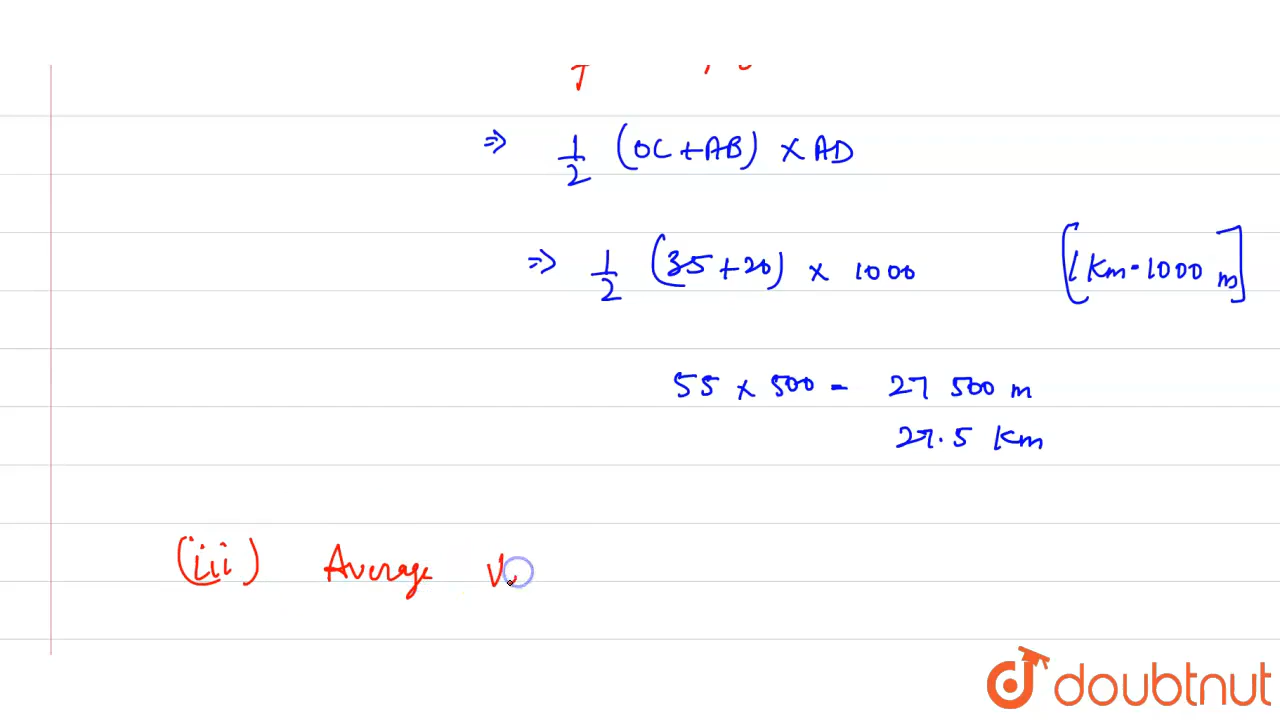 ⇒ 1/2 (OC+AB) × AD
⇒ 1/2 (35+20) × 1000 [1 Km = 1000 m]
55 × 500 = 27 500 m
27.5 Km
(iii) Average
doubtnut